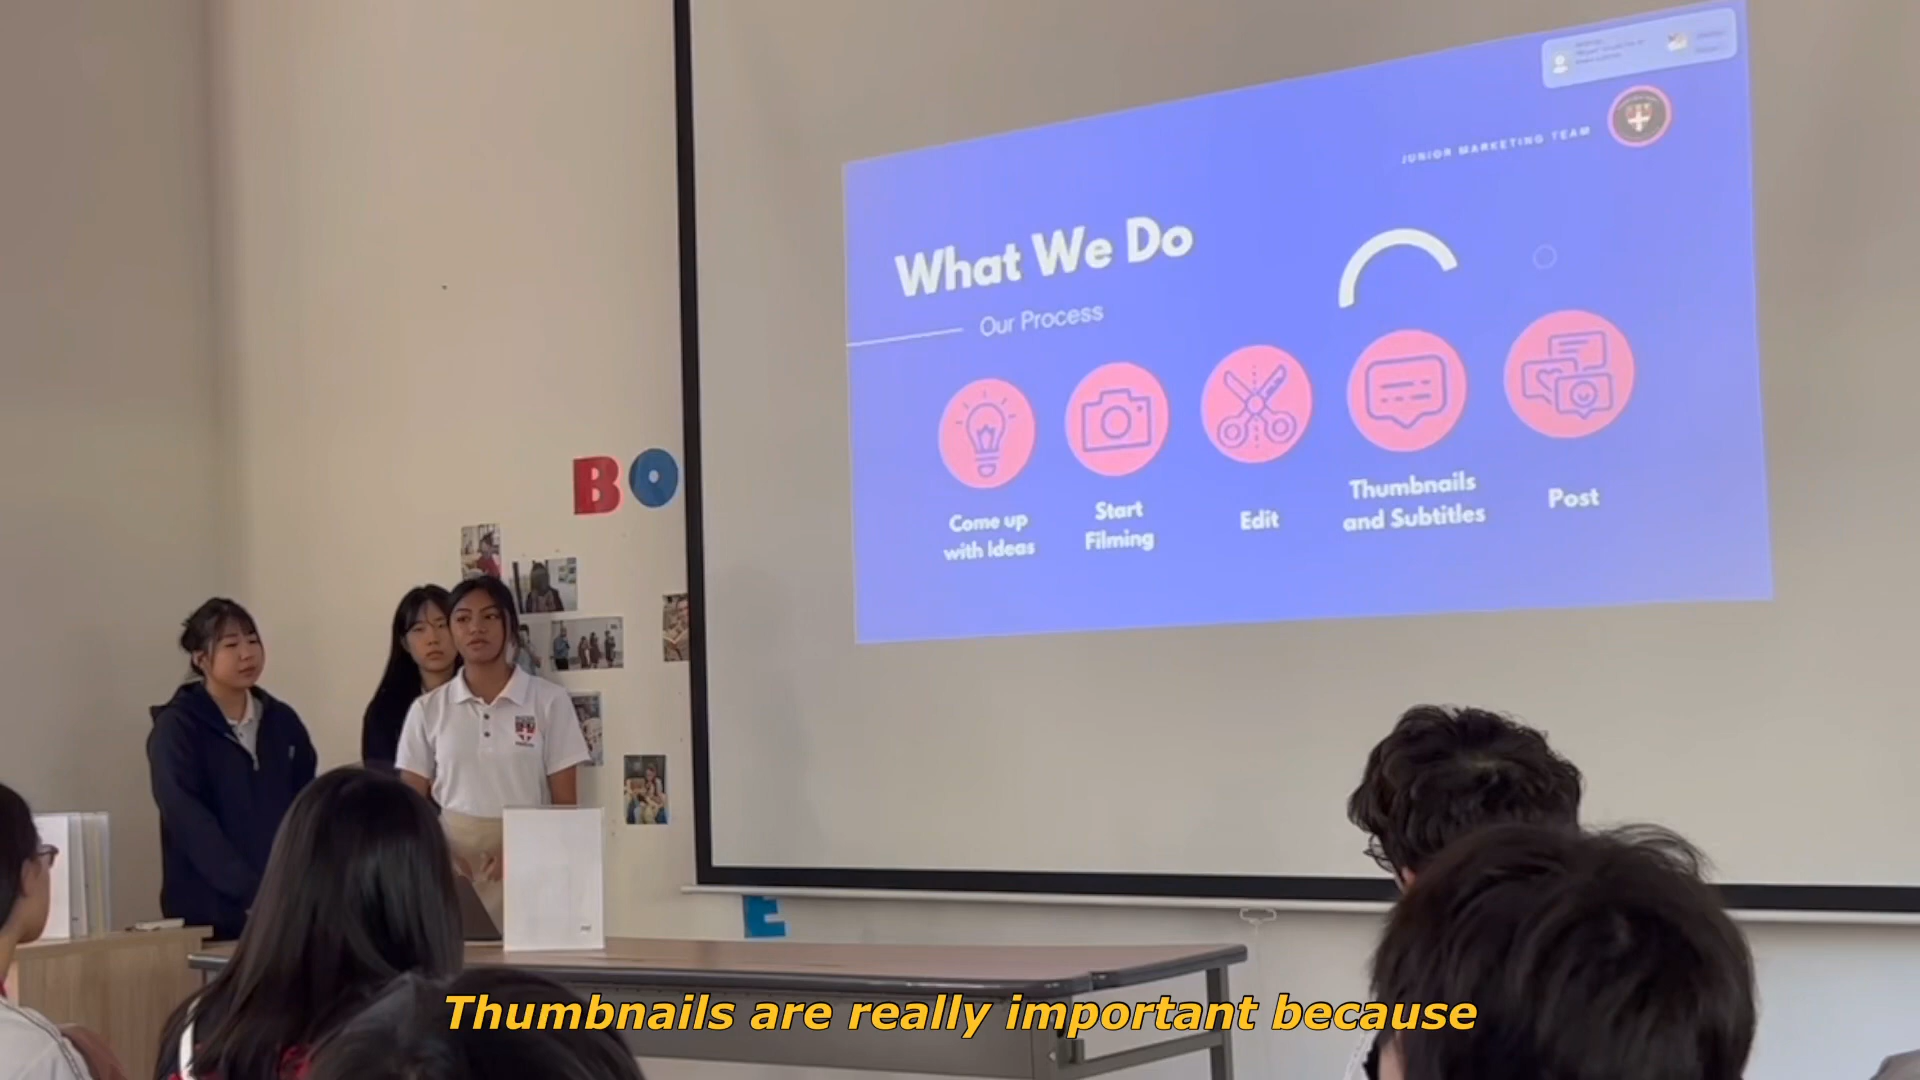 JUNIOR MARKETING TEAM
What We Do
Our Process
Come up
with Ideas
Start
Filming
Edit
Thumbnails
and Subtitles
Post
BO
E
Thumbnails are really important because